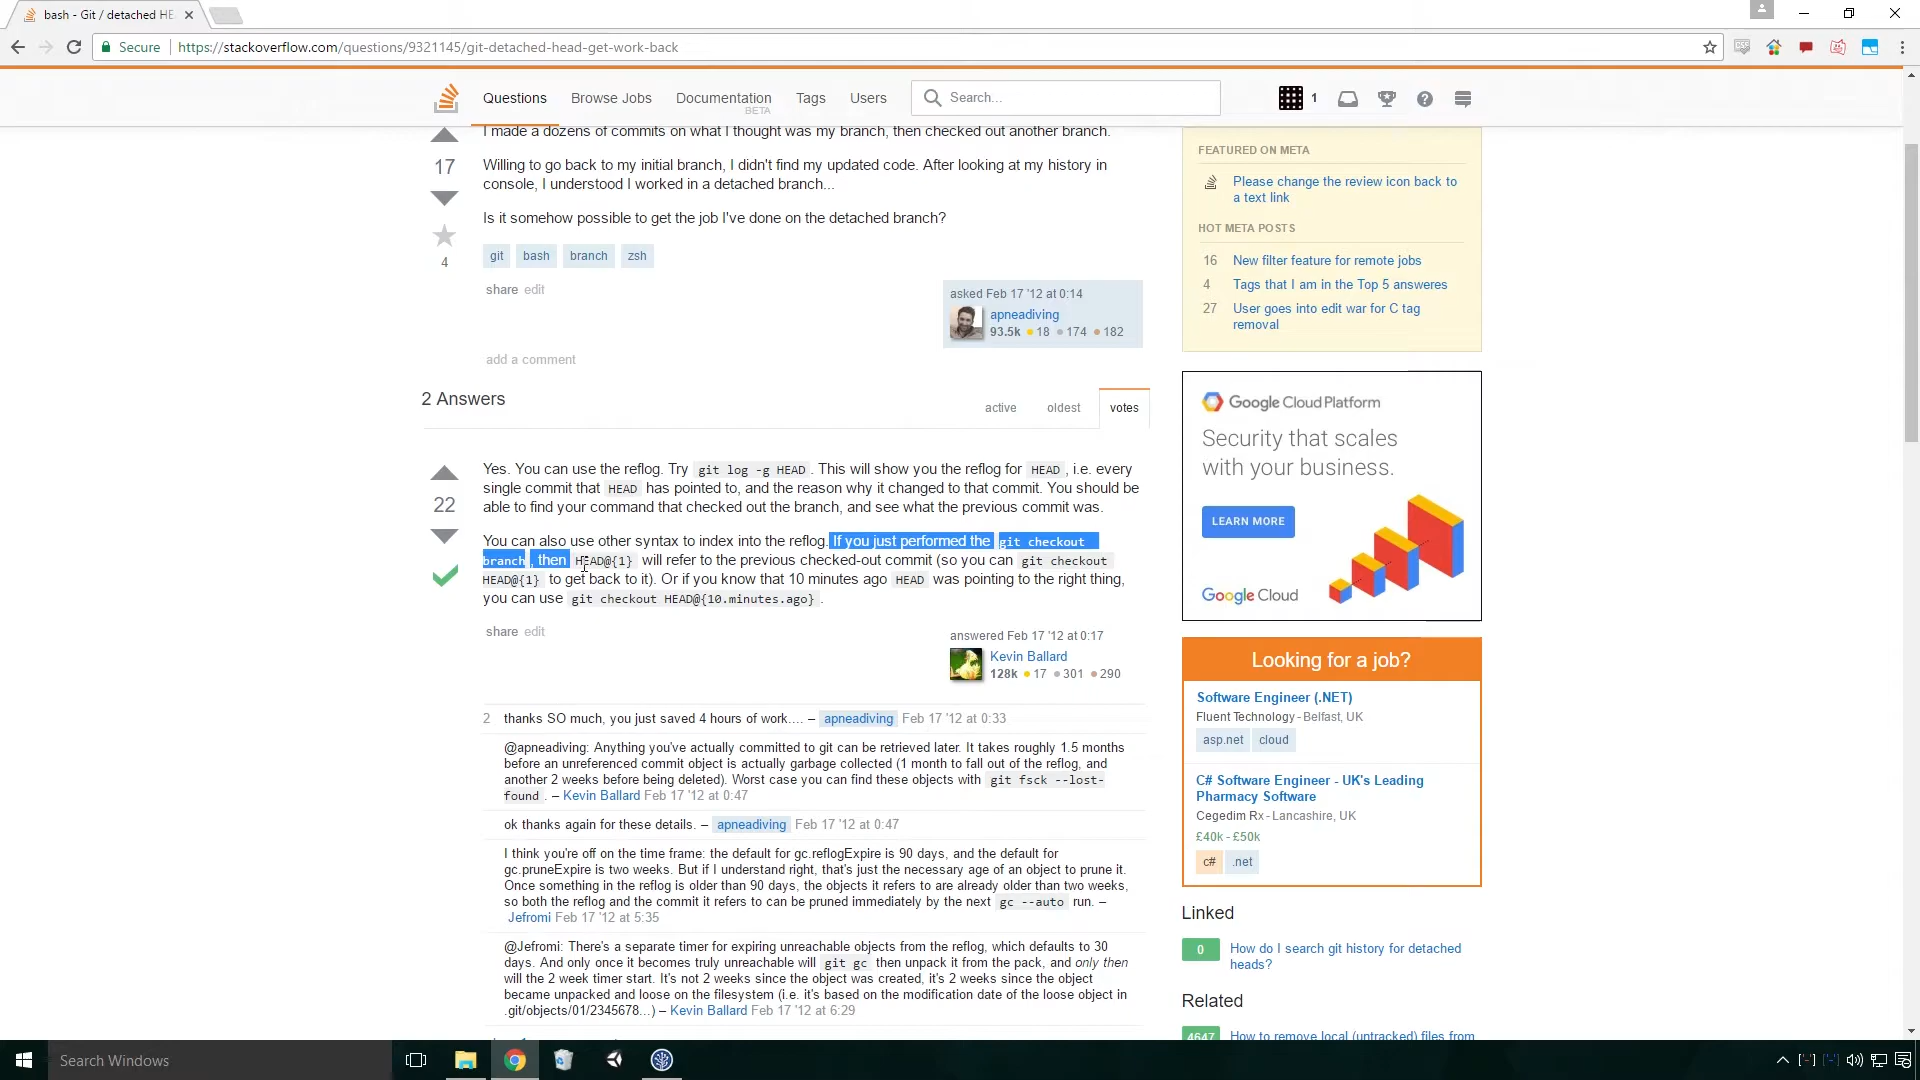 bash - Git / detached HE
Secure
https://stackoverflow.com/questions/9321145/git-detached-head-get-work-back
Questions
Browse Jobs
Documentation
BETA
Tags
Users
Search...
1
I made a dozens of commits on what I thought was my branch, then checked out another branch.
17
Willing to go back to my initial branch, I didn't find my updated code. After looking at my history in
console, I understood I worked in a detached branch...
Is it somehow possible to get the job I've done on the detached branch?
4
git
bash
branch
zsh
share edit
asked Feb 17 '12 at 0:14
apneadiving
93.5k 18 174 182
add a comment
2 Answers
active
oldest
votes
22
Yes. You can use the reflog. Try git log -g HEAD. This will show you the reflog for HEAD, i.e. every
single commit that HEAD has pointed to, and the reason why it changed to that commit. You should be
able to find your command that checked out the branch, and see what the previous commit was.
You can also use other syntax to index into the reflog. If you just performed the git checkout
branch, then HEAD@{1} will refer to the previous checked-out commit (so you can git checkout
HEAD@{1} to get back to it). Or if you know that 10 minutes ago HEAD was pointing to the right thing,
you can use git checkout HEAD@{10.minutes.ago}.
share edit
answered Feb 17 '12 at 0:17
Kevin Ballard
128k 17 301 290
2 thanks SO much, you just saved 4 hours of work.... – apneadiving Feb 17 '12 at 0:33
@apneadiving: Anything you've actually committed to git can be retrieved later. It takes roughly 1.5 months
before an unreferenced commit object is actually garbage collected (1 month to fall out of the reflog, and
another 2 weeks before being deleted). Worst case you can find these objects with git fsck --lost-
found. – Kevin Ballard Feb 17 '12 at 0:47
ok thanks again for these details. – apneadiving Feb 17 '12 at 0:47
I think you're off on the time frame: the default for gc.reflogExpire is 90 days, and the default for
gc.pruneExpire is two weeks. But if I understand right, that's just the necessary age of an object to prune it.
Once something in the reflog is older than 90 days, the objects it refers to are already older than two weeks,
so both the reflog and the commit it refers to can be pruned immediately by the next gc --auto run. –
Jefromi Feb 17 '12 at 5:35
@Jefromi: There's a separate timer for expiring unreachable objects from the reflog, which defaults to 30
days. And only once it becomes truly unreachable will git gc then unpack it from the pack, and only then
will the 2 week timer start. It's not 2 weeks since the object was created, it's 2 weeks since the object
became unpacked and loose on the filesystem (i.e. it's based on the modification date of the loose object in
.git/objects/01/2345678...) – Kevin Ballard Feb 17 '12 at 6:29
FEATURED ON META
Please change the review icon back to
a text link
HOT META POSTS
16 New filter feature for remote jobs
4 Tags that I am in the Top 5 answeres
27 User goes into edit war for C tag
removal
Google Cloud Platform
Security that scales
with your business.
LEARN MORE
Google Cloud
Looking for a job?
Software Engineer (.NET)
Fluent Technology - Belfast, UK
asp.net
cloud
C# Software Engineer - UK's Leading
Pharmacy Software
Cegedim Rx - Lancashire, UK
£40k - £50k
c#
.net
Linked
0 How do I search git history for detached
heads?
Related
4647 How to remove local (untracked) files from
Search Windows